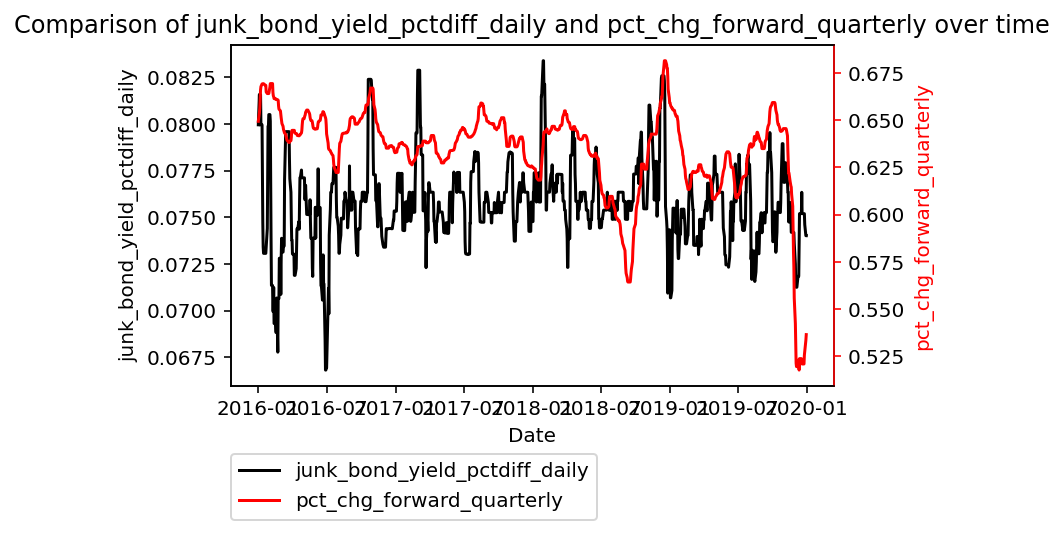 Comparison of junk_bond_yield_pctdiff_daily and pct_chg_forward_quarterly over time
junk_bond_yield_pctdiff_daily
0.0825
0.0800
0.0775
0.0750
0.0725
0.0700
0.0675
0.675
0.650
0.625
0.600
0.575
0.550
0.525
pct_chg_forward_quarterly
2016-01 2016-07 2017-01 2017-07 2018-01 2018-07 2019-01 2019-07 2020-01
Date
junk_bond_yield_pctdiff_daily
pct_chg_forward_quarterly